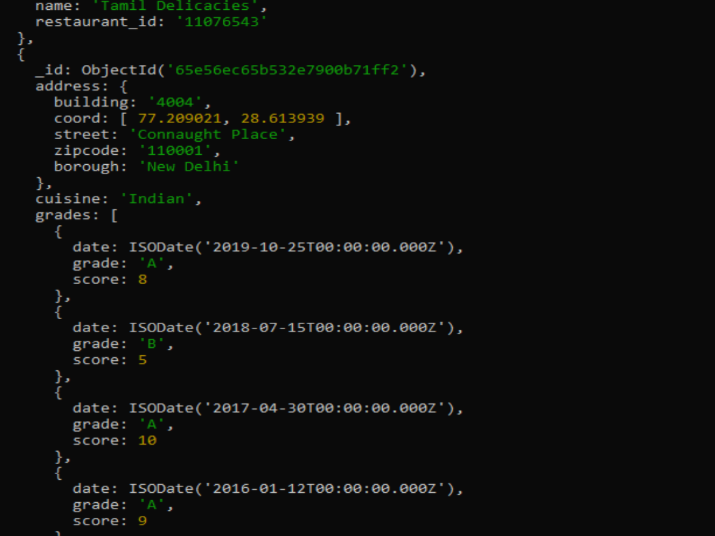 name: 'Tamil Delicacies',
restaurant_id: '11076543'
},
{
_id: ObjectId('65e56ec65b532e7900b71ff2'),
address: {
building: '4004',
coord: [ 77.209021, 28.613939 ],
street: 'Connaught Place',
zipcode: '110001',
borough: 'New Delhi'
},
cuisine: 'Indian',
grades: [
{
date: ISODate('2019-10-25T00:00:00.000Z'),
grade: 'A',
score: 8
},
{
date: ISODate('2018-07-15T00:00:00.000Z'),
grade: 'B',
score: 5
},
{
date: ISODate('2017-04-30T00:00:00.000Z'),
grade: 'A',
score: 10
},
{
date: ISODate('2016-01-12T00:00:00.000Z'),
grade: 'A',
score: 9
}